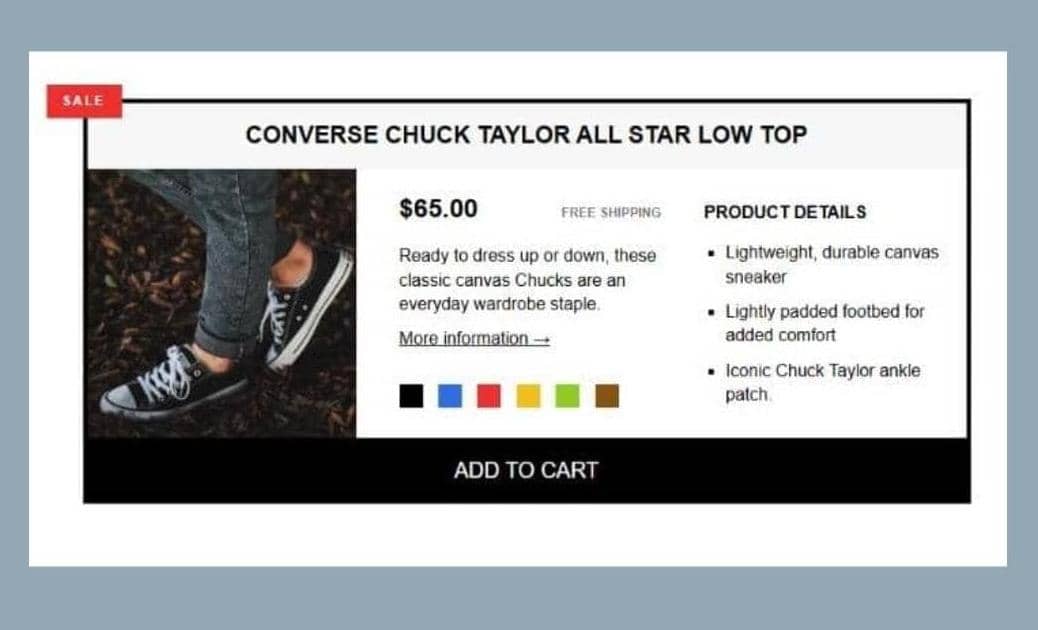 SALE
CONVERSE CHUCK TAYLOR ALL STAR LOW TOP
$65.00
FREE SHIPPING
Ready to dress up or down, these
classic canvas Chucks are an
everyday wardrobe staple.
More information →
PRODUCT DETAILS
▪ Lightweight, durable canvas
sneaker
▪ Lightly padded footbed for
added comfort
▪ Iconic Chuck Taylor ankle
patch.
ADD TO CART